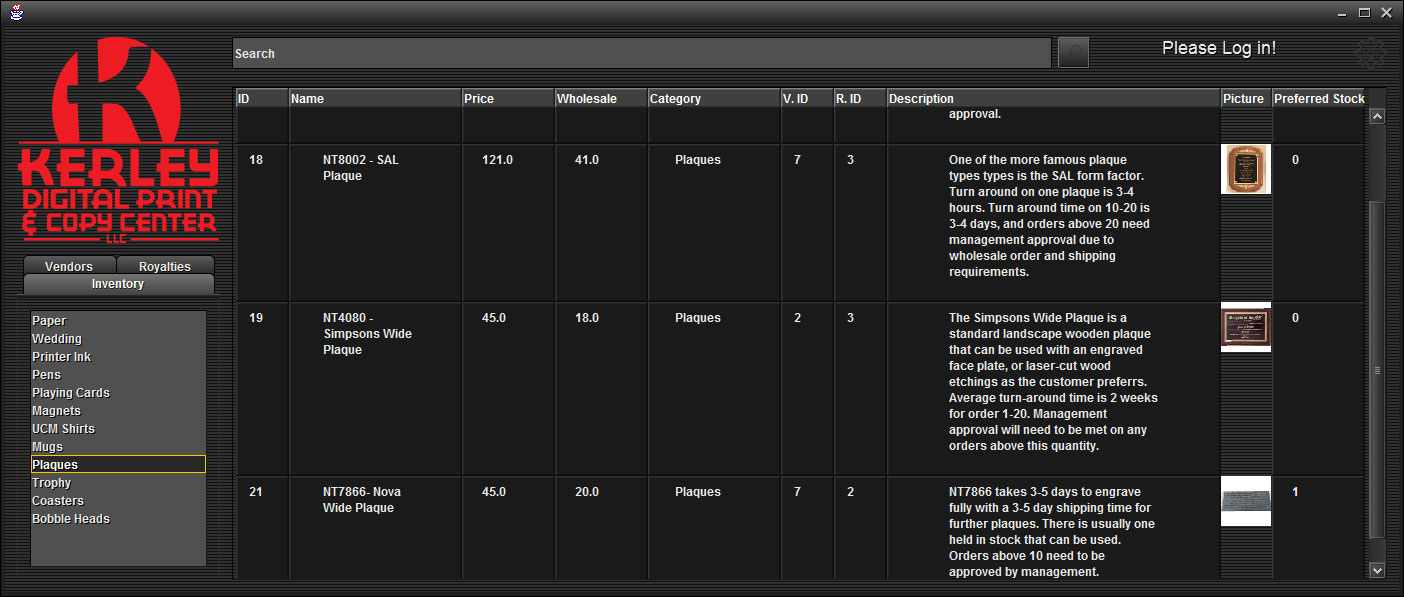 Search
Please Log in!
KERLEY
DIGITAL PRINT
& COPY CENTER
LLC
Vendors Royalties
Inventory
Paper
Wedding
Printer Ink
Pens
Playing Cards
Magnets
UCM Shirts
Mugs
Plaques
Trophy
Coasters
Bobble Heads
ID Name Price Wholesale Category V. ID R. ID Description Picture Preferred Stock
approval.
18
NT8002 - SAL
Plaque
121.0
41.0
Plaques
7
3
One of the more famous plaque
types types is the SAL form factor.
Turn around on one plaque is 3-4
hours. Turn around time on 10-20 is
3-4 days, and orders above 20 need
management approval due to
wholesale order and shipping
requirements.
0
19
NT4080 -
Simpsons Wide
Plaque
45.0
18.0
Plaques
2
3
The Simpsons Wide Plaque is a
standard landscape wooden plaque
that can be used with an engraved
face plate, or laser-cut wood
etchings as the customer preferrs.
Average turn-around time is 2 weeks
for order 1-20. Management
approval will need to be met on any
orders above this quantity.
0
21
NT7866- Nova
Wide Plaque
45.0
20.0
Plaques
7
2
NT7866 takes 3-5 days to engrave
fully with a 3-5 day shipping time for
further plaques. There is usually one
held in stock that can be used.
Orders above 10 need to be
approved by management.
1